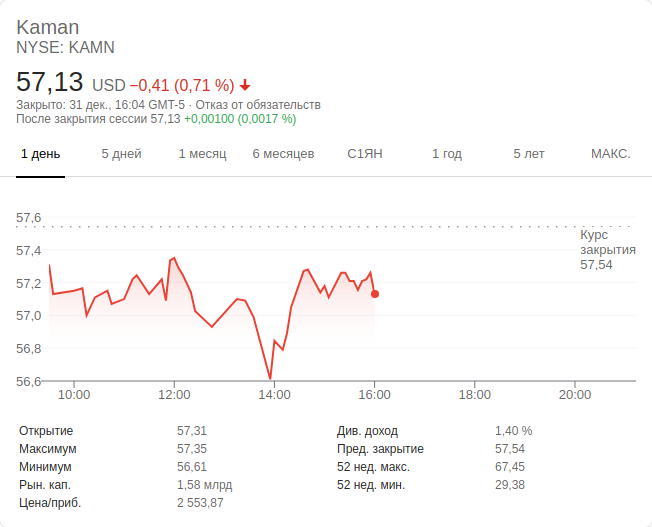 Kaman
NYSE: KAMN
57,13 USD −0,41 (0,71 %)
Закрыто: 31 дек., 16:04 GMT-5 · Отказ от обязательств
После закрытия сессии 57,13 +0,00100 (0,0017 %)
1 день 5 дней 1 месяц 6 месяцев С1ЯН 1 год 5 лет МАКС.
57,6
Курс
закрытия
57,54
57,4
57,2
57,0
56,8
56,6
10:00 12:00 14:00 16:00 18:00 20:00
Открытие 57,31 Див. доход 1,40 %
Максимум 57,35 Пред. закрытие 57,54
Минимум 56,61 52 нед. макс. 67,45
Рын. кап. 1,58 млрд 52 нед. мин. 29,38
Цена/приб. 2 553,87